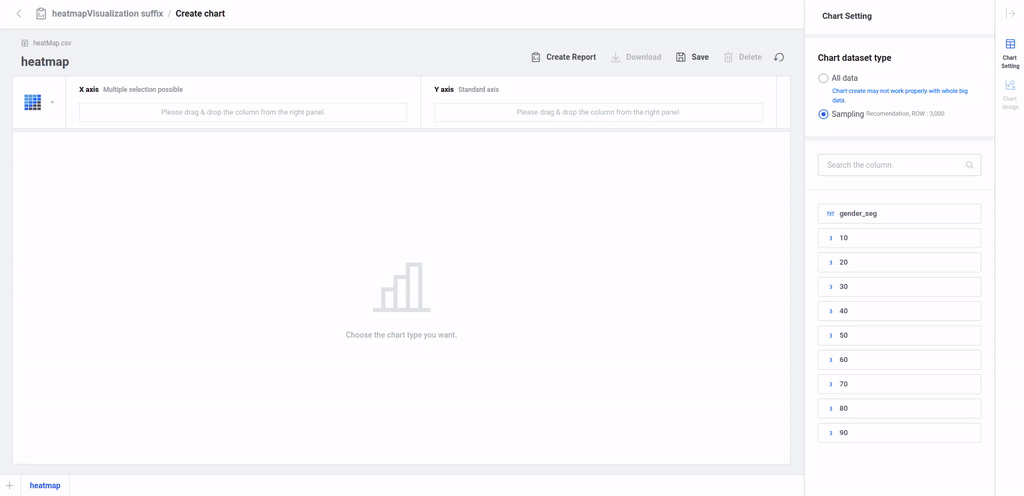 heatmapVisualization suffix / Create chart
heatMap.csv
heatmap
Create Report
Download
Save
Delete
X axis Multiple selection possible
Please drag & drop the column from the right panel.
Y axis Standard axis
Please drag & drop the column from the right panel.
Choose the chart type you want.
heatmap
Chart Setting
Chart dataset type
All data
Chart create may not work properly with whole big
data.
Sampling Recomendation, ROW : 3,000
Search the column.
TXT gender_seg
3 10
3 20
3 30
3 40
3 50
3 60
3 70
3 80
3 90
Chart
Setting
Chart
design